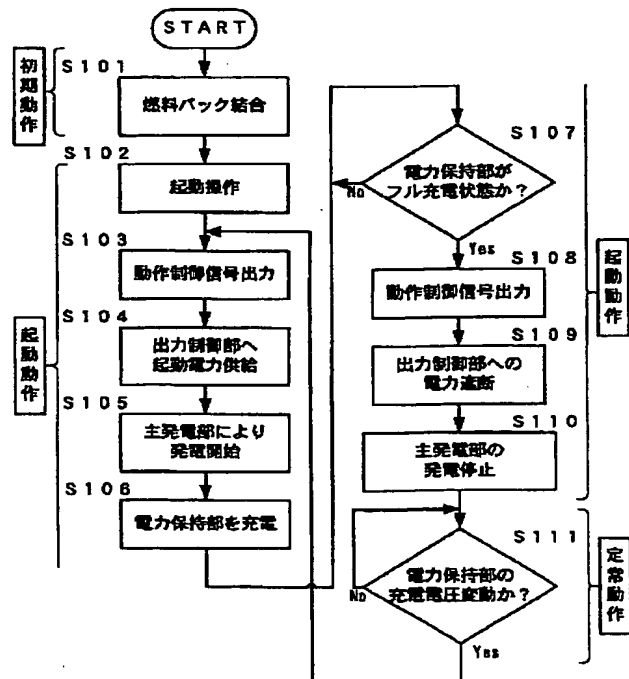 START
初期動作
S101
燃料パック結合
S102
起動操作
S103
動作制御信号出力
S104
出力制御部へ
起動電力供給
起動動作
S105
主発電部により
発電開始
S106
電力保持部を充電
S107
電力保持部が
フル充電状態か?
No
Yes
S108
動作制御信号出力
起動動作
S109
出力制御部への
電力遮断
S110
主発電部の
発電停止
S111
電力保持部の
充電電圧変動か?
No
Yes
定常動作